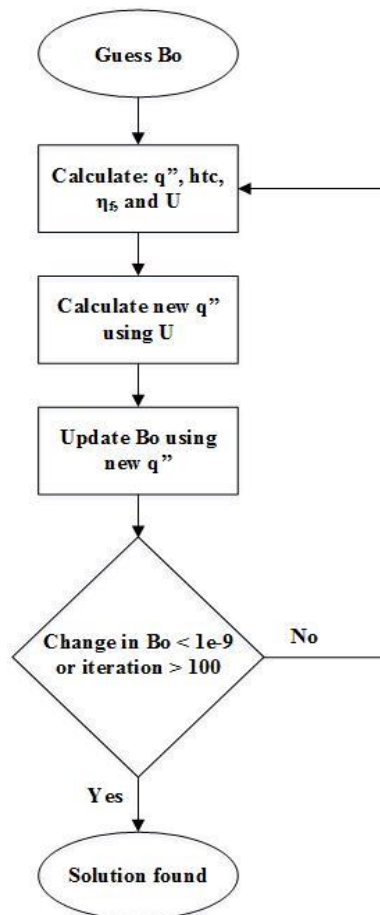 Guess Bo
Calculate: q”, htc,
ηf, and U
Calculate new q”
using U
Update Bo using
new q”
Change in Bo < 1e-9
or iteration > 100
No
Yes
Solution found